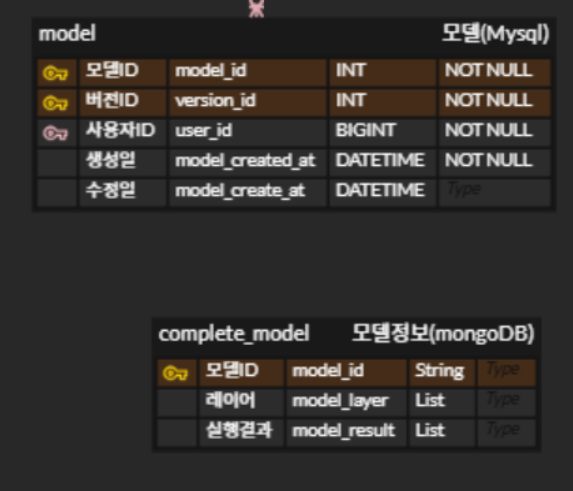 model 모델(Mysql)
모델ID model_id INT NOT NULL
버전ID version_id INT NOT NULL
사용자ID user_id BIGINT NOT NULL
생성일 model_created_at DATETIME NOT NULL
수정일 model_create_at DATETIME Type
complete_model 모델정보(mongoDB)
모델ID model_id String Type
레이어 model_layer List Type
실행결과 model_result List Type